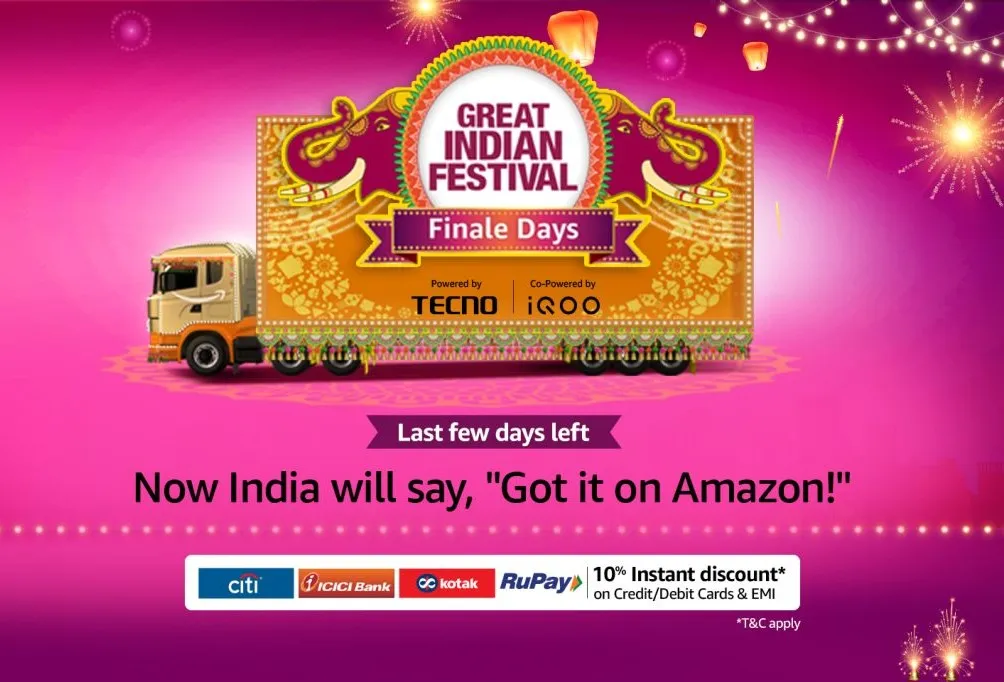 GREAT
INDIAN
FESTIVAL
Finale Days
Powered by
TECNO
Co-Powered by
iQOO
Last few days left
Now India will say, "Got it on Amazon!"
citi
ICICI Bank
kotak
RuPay
10% Instant discount*
on Credit/Debit Cards & EMI
*T&C apply